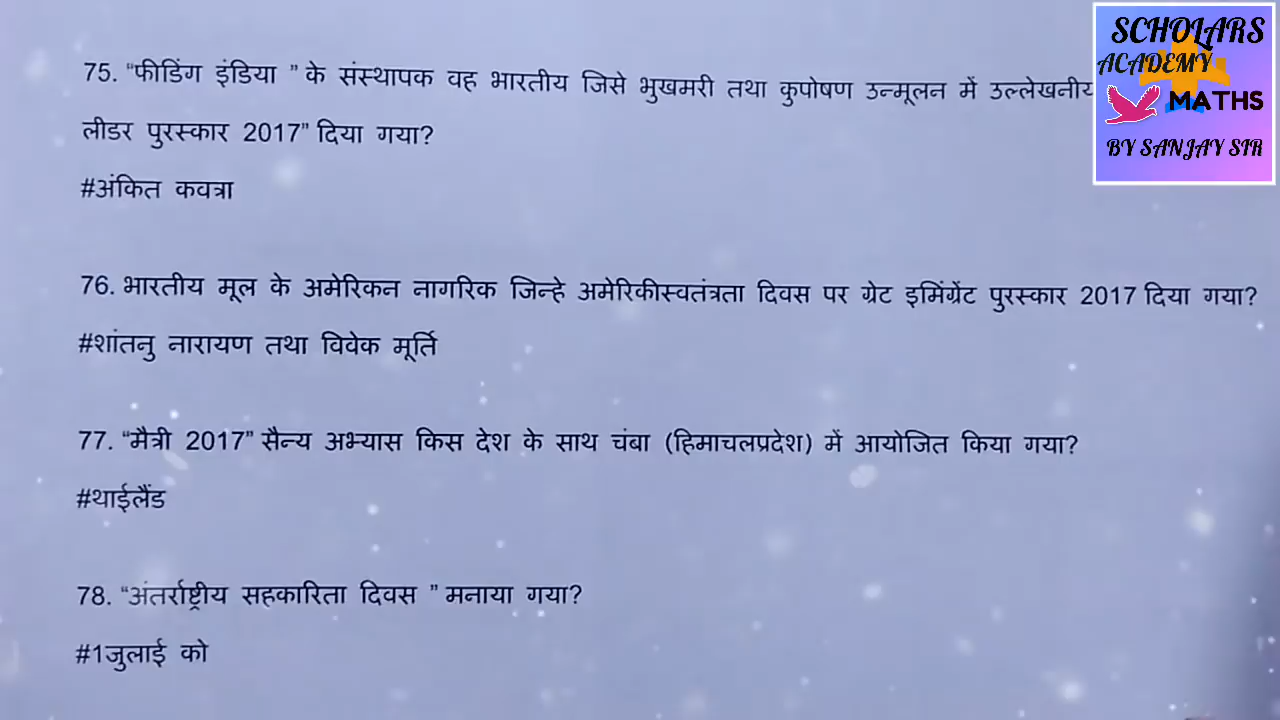 SCHOLARS
ACADEMY
MATHS
BY SANJAY SIR
75. “फीडिंग इंडिया ” के संस्थापक वह भारतीय जिसे भुखमरी तथा कुपोषण उन्मूलन में उल्लेखनीय
लीडर पुरस्कार 2017” दिया गया?
#अंकित कवत्रा
76. भारतीय मूल के अमेरिकन नागरिक जिन्हे अमेरिकीस्वतंत्रता दिवस पर ग्रेट इमिंग्रेंट पुरस्कार 2017 दिया गया?
#शांतनु नारायण तथा विवेक मूर्ति
77. “मैत्री 2017” सैन्य अभ्यास किस देश के साथ चंबा (हिमाचलप्रदेश) में आयोजित किया गया?
#थाईलैंड
78. “अंतर्राष्ट्रीय सहकारिता दिवस ” मनाया गया?
#1जुलाई को